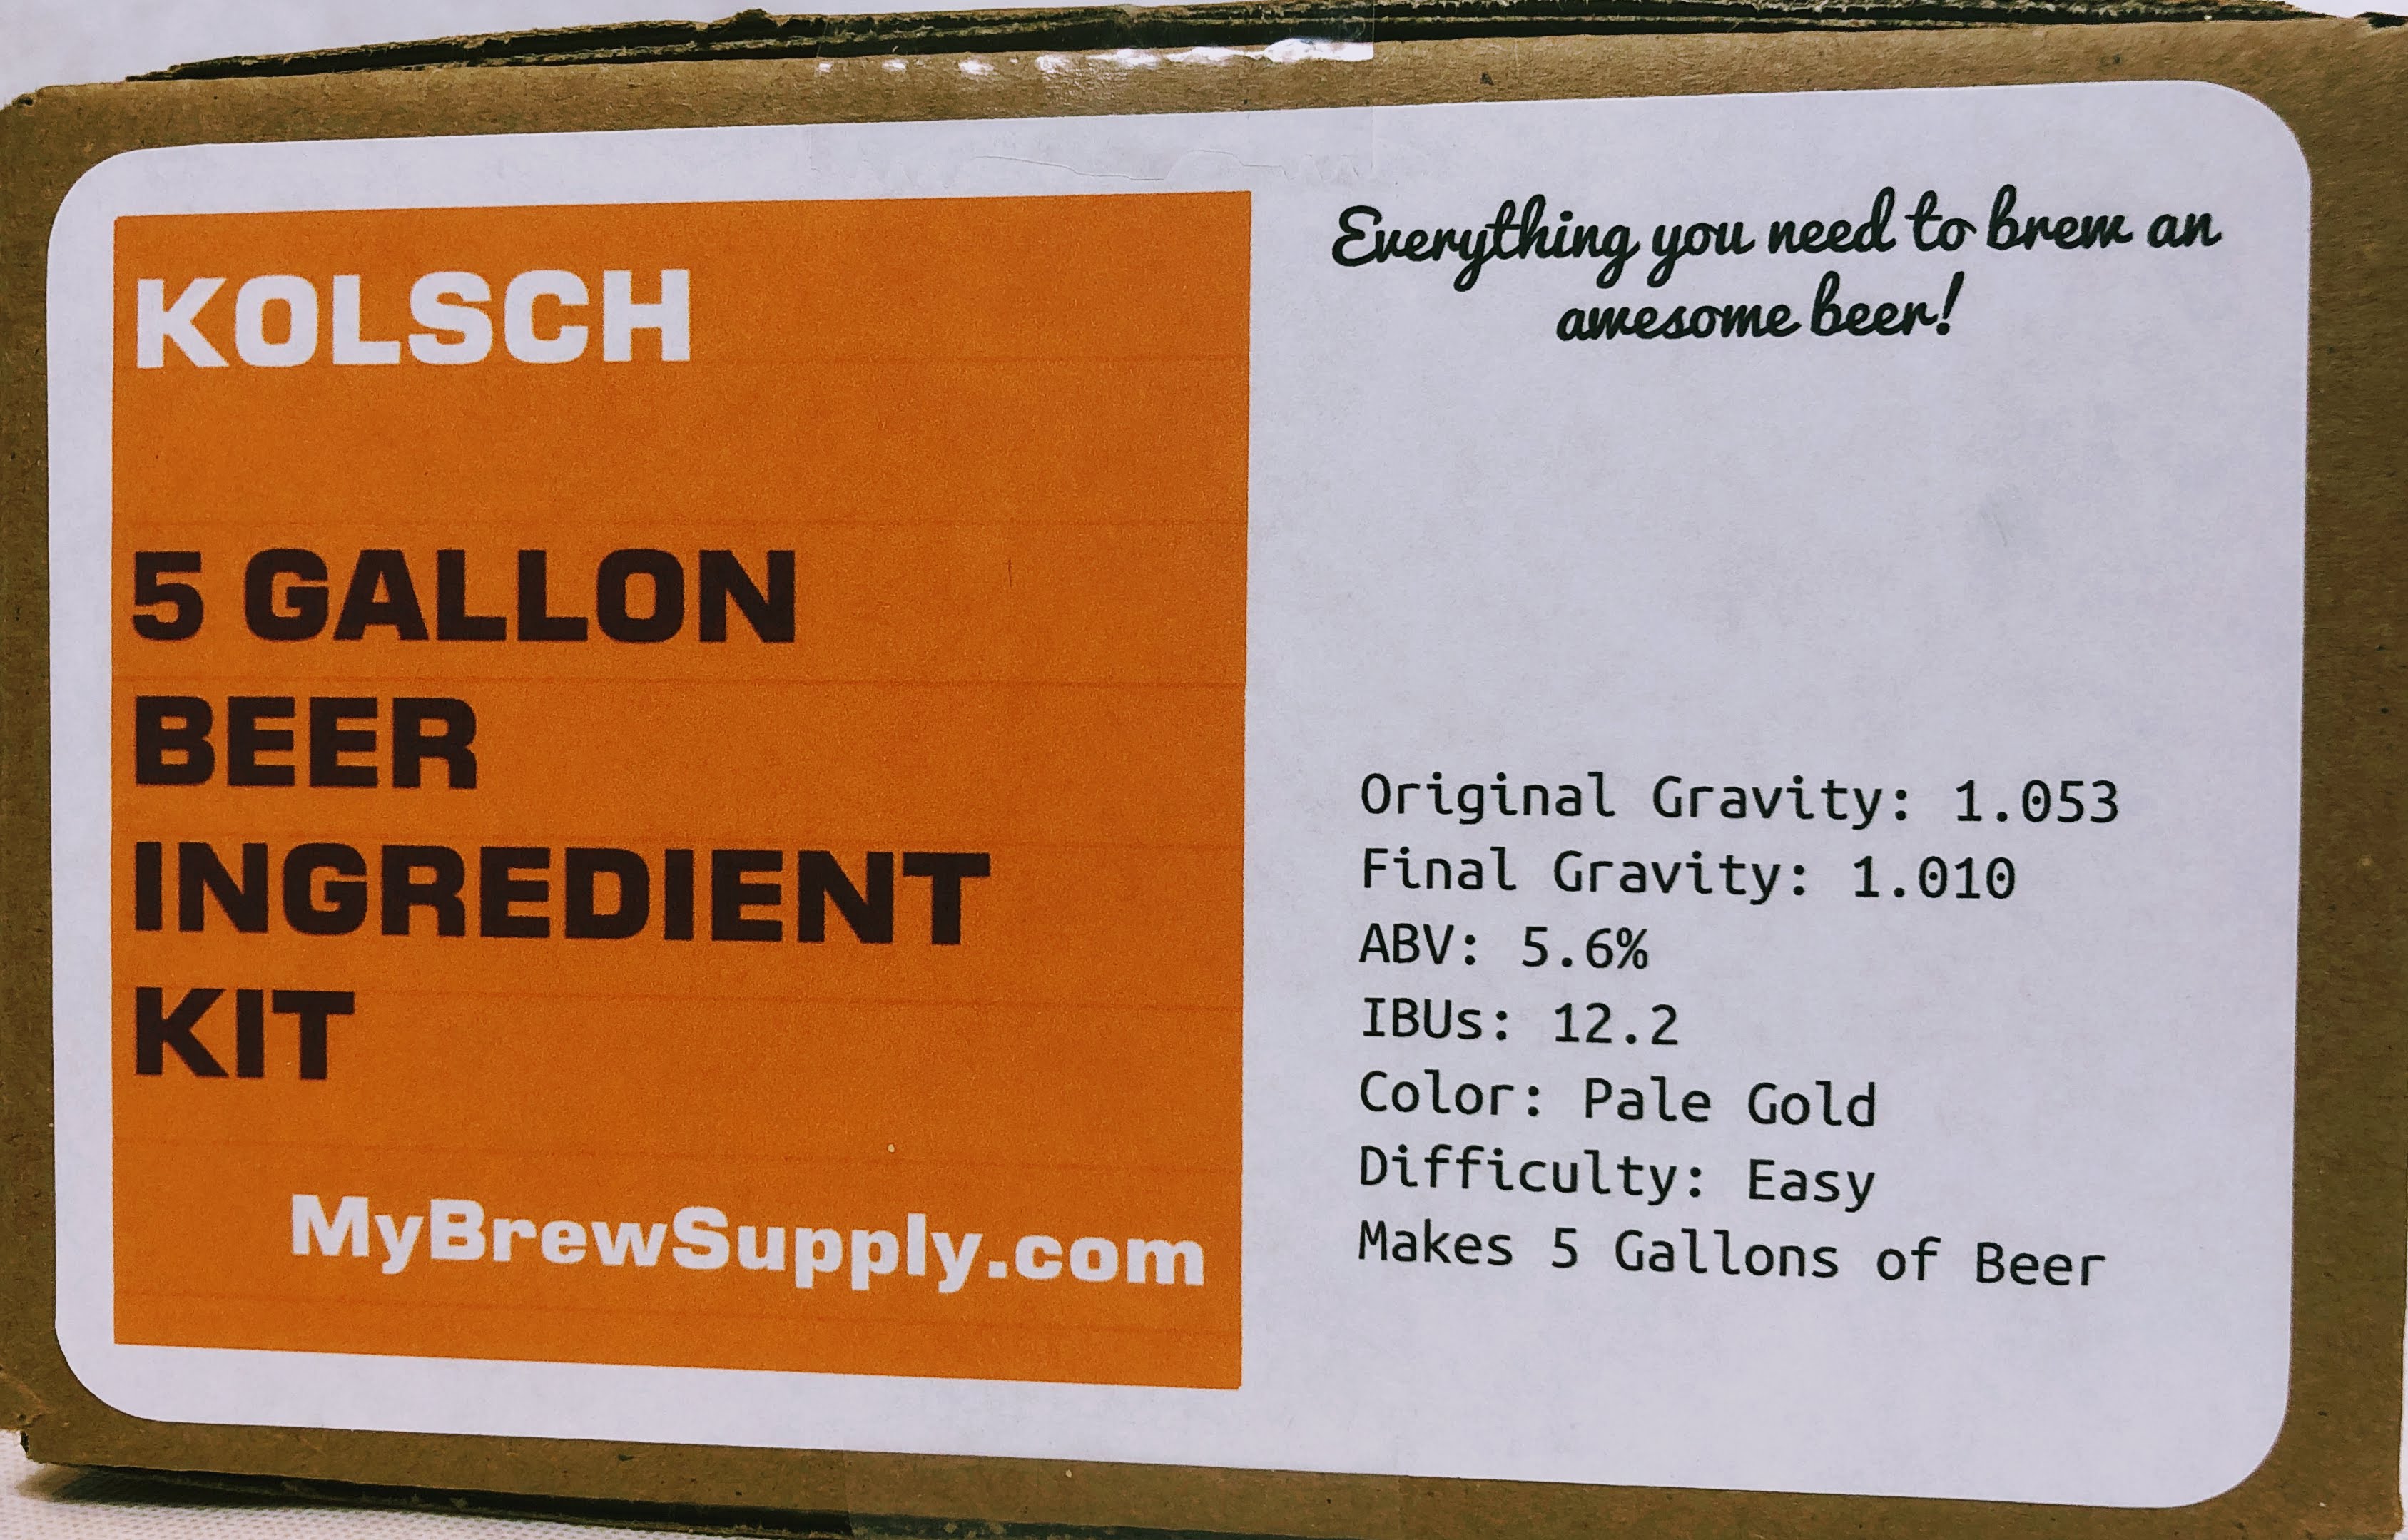 KOLSCH
5 GALLON
BEER
INGREDIENT
KIT
MyBrewSupply.com
Everything you need to brew an
awesome beer!
Original Gravity: 1.053
Final Gravity: 1.010
ABV: 5.6%
IBUs: 12.2
Color: Pale Gold
Difficulty: Easy
Makes 5 Gallons of Beer